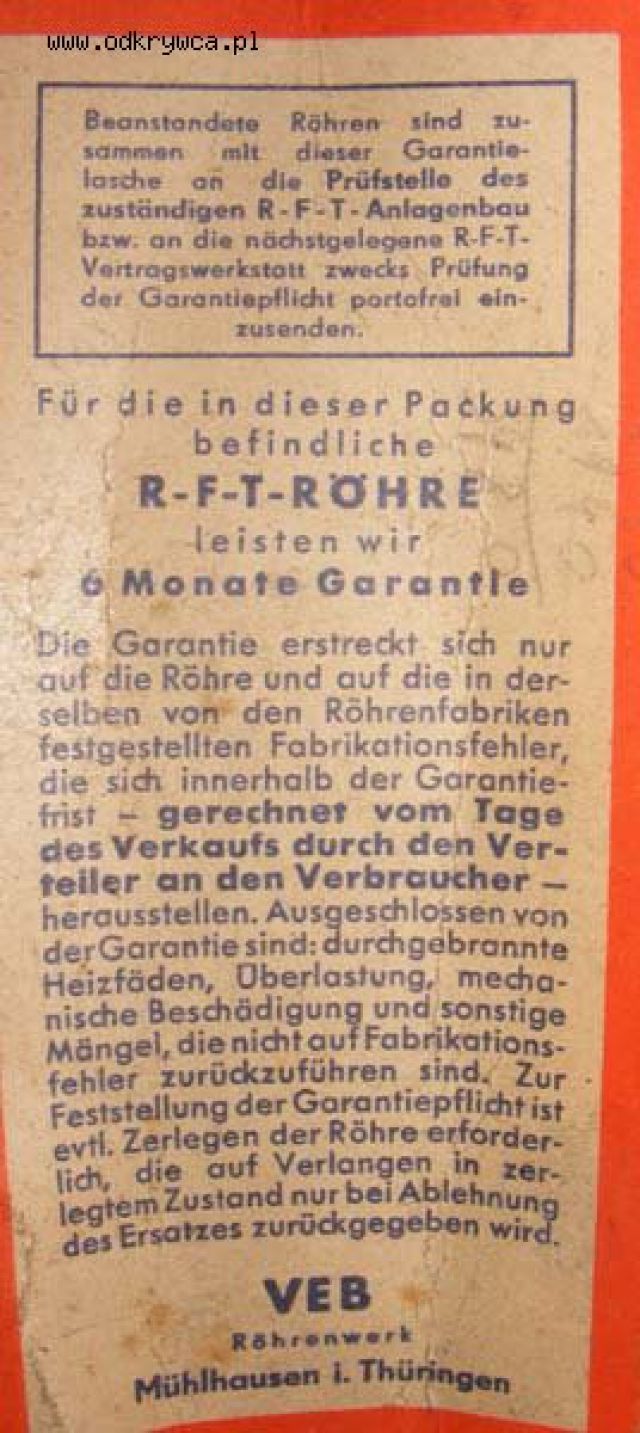 www.odkrywca.pl
Beanstandete Röhren sind zu-
sammen mit dieser Garantie-
lasche an die Prüfstelle des
zuständigen R-F-T-Anlagenbau
bzw. an die nächstgelegene R-F-T-
Vertragswerkstatt zwecks Prüfung
der Garantiepflicht portofrei ein-
zusenden.
Für die in dieser Packung
befindliche
R-F-T-RÖHRE
leisten wir
6 Monate Garantie
Die Garantie erstreckt sich nur
auf die Röhre und auf die in der-
selben von den Röhrenfabriken
festgestellten Fabrikationsfehler,
die sich innerhalb der Garantie-
frist — gerechnet vom Tage
des Verkaufs durch den Ver-
teiler an den Verbraucher —
herausstellen. Ausgeschlossen von
der Garantie sind: durchgebrannte
Heizfäden, Überlastung, mecha-
nische Beschädigung und sonstige
Mängel, die nicht auf Fabrikations-
fehler zurückzuführen sind. Zur
Feststellung der Garantiepflicht ist
evtl. Zerlegen der Röhre erforder-
lich, die auf Verlangen in zer-
legtem Zustand nur bei Ablehnung
des Ersatzes zurückgegeben wird.
VEB
Röhrenwerk
Mühlhausen i. Thüringen